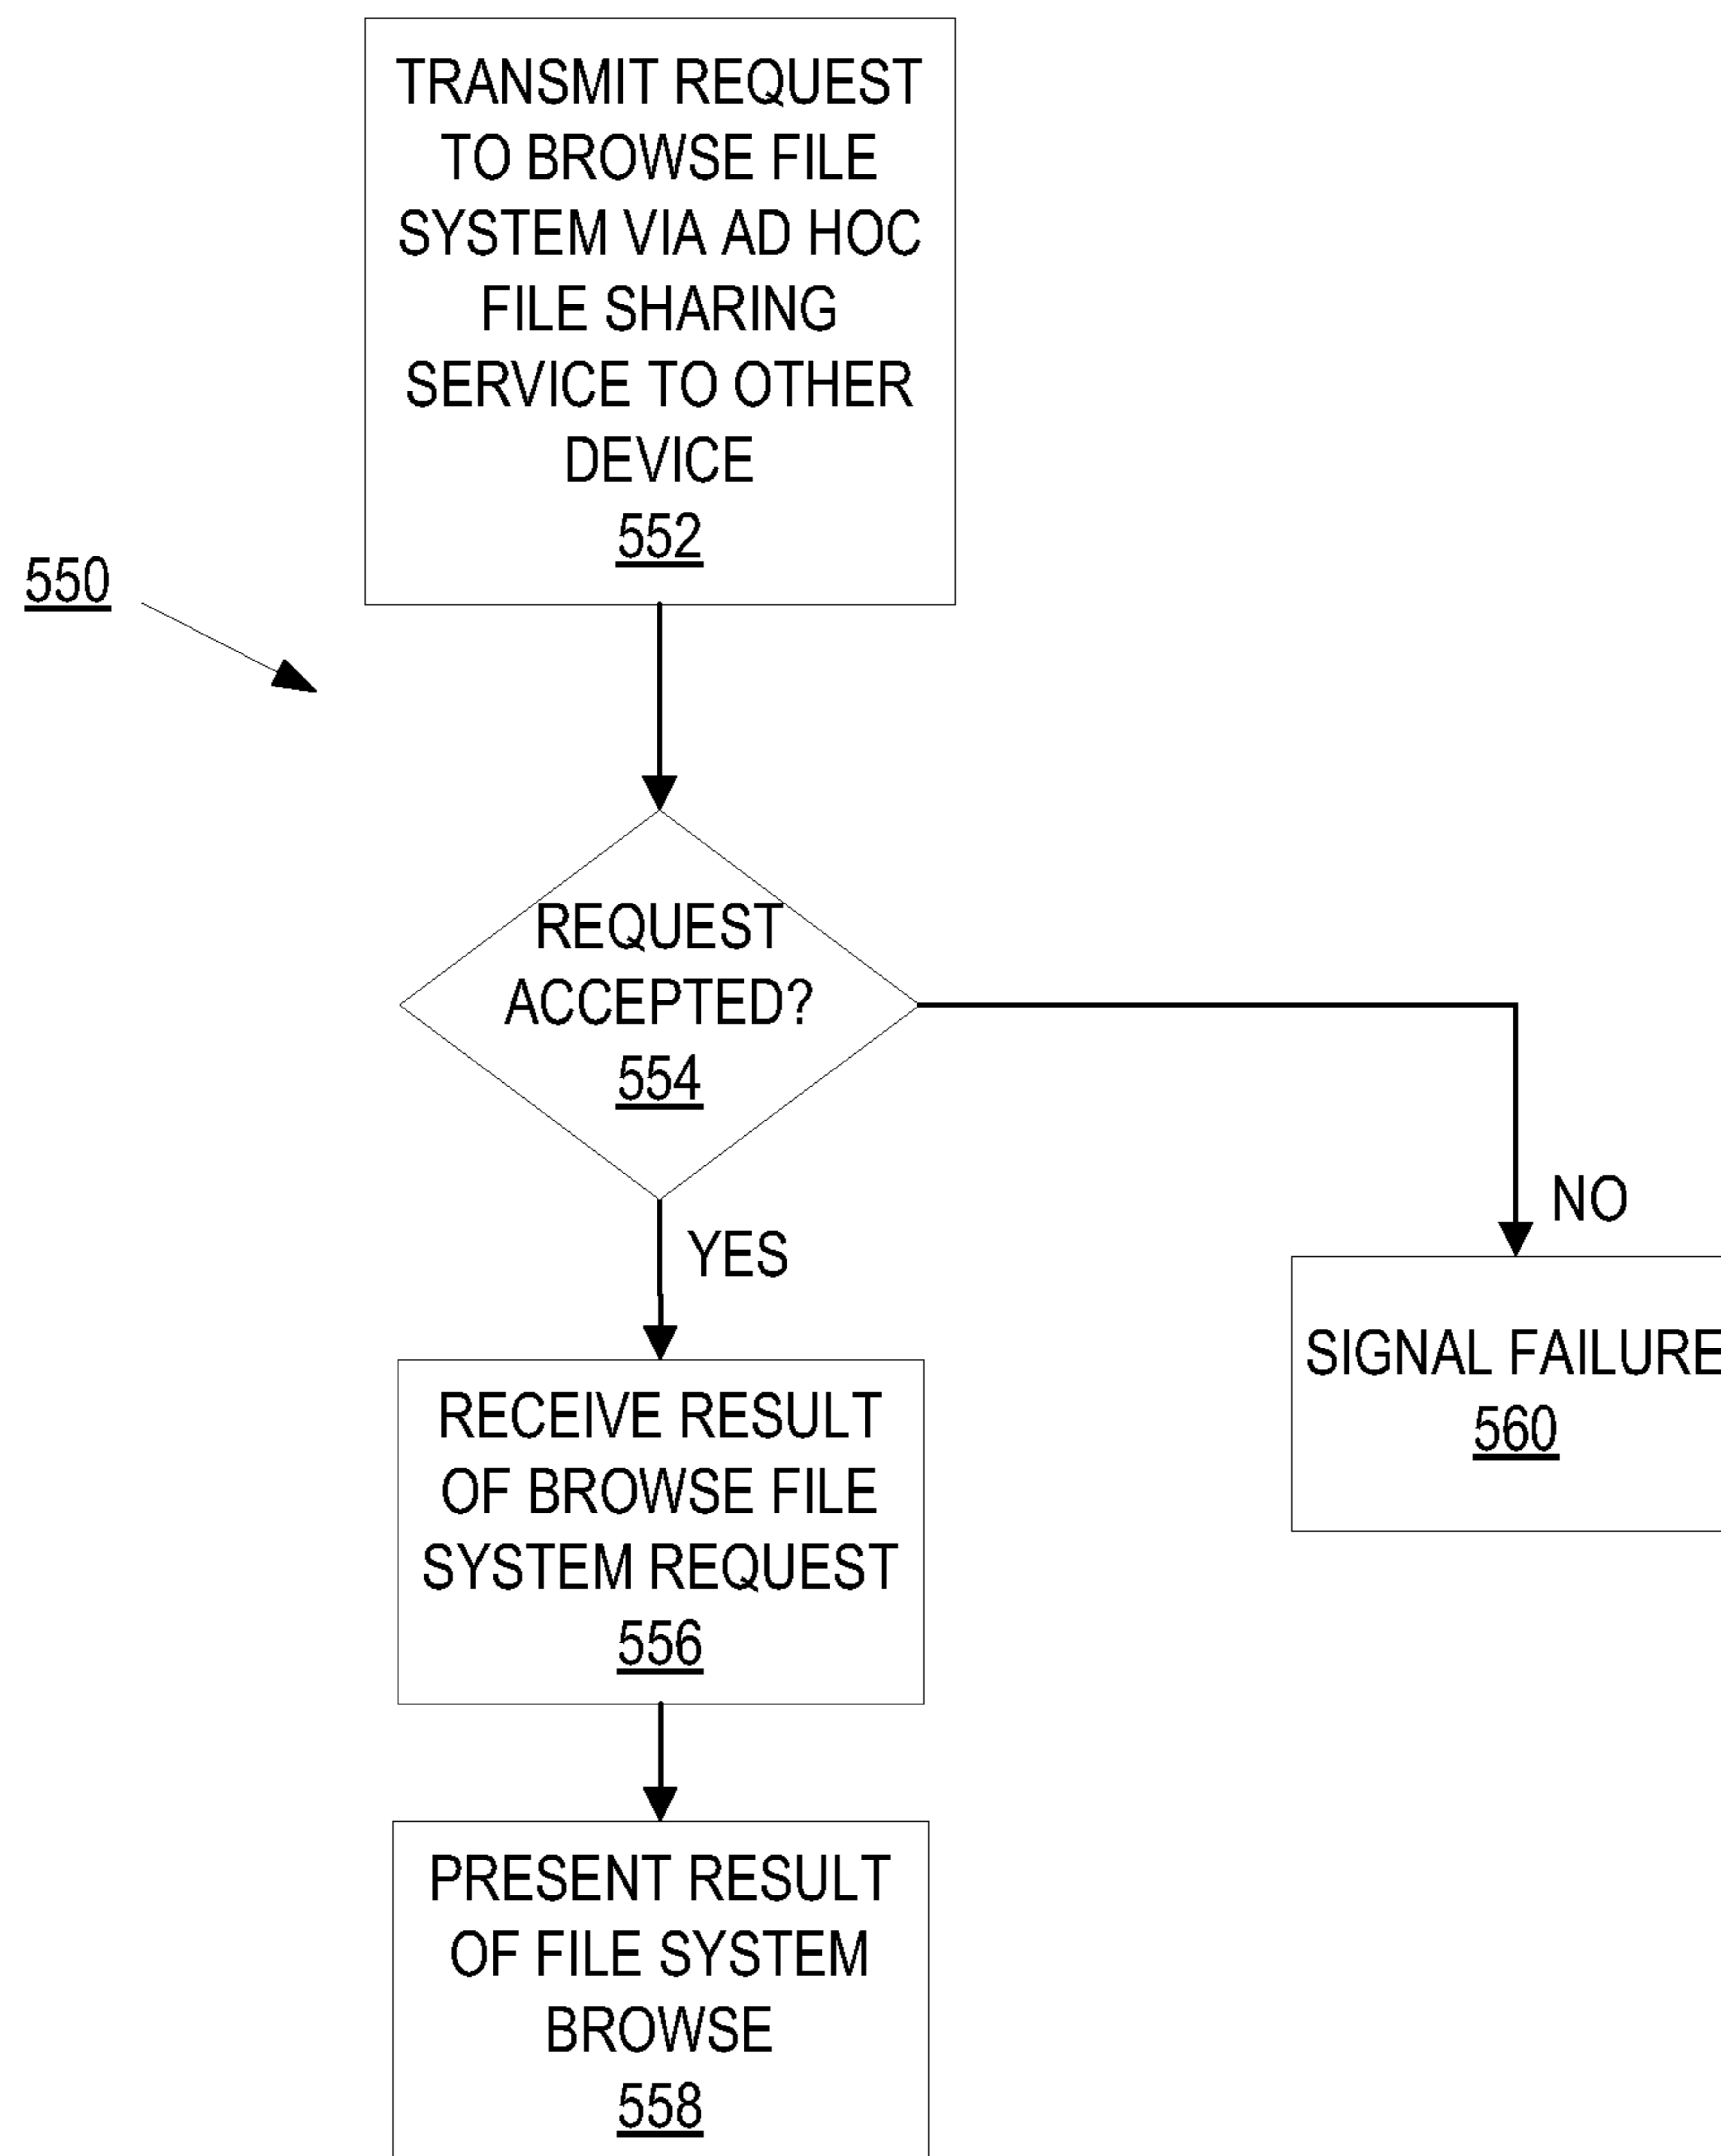 TRANSMIT REQUEST
TO BROWSE FILE
SYSTEM VIA AD HOC
FILE SHARING
SERVICE TO OTHER
DEVICE
552
550
REQUEST
ACCEPTED?
554
NO
YES
SIGNAL FAILURE
560
RECEIVE RESULT
OF BROWSE FILE
SYSTEM REQUEST
556
PRESENT RESULT
OF FILE SYSTEM
BROWSE
558